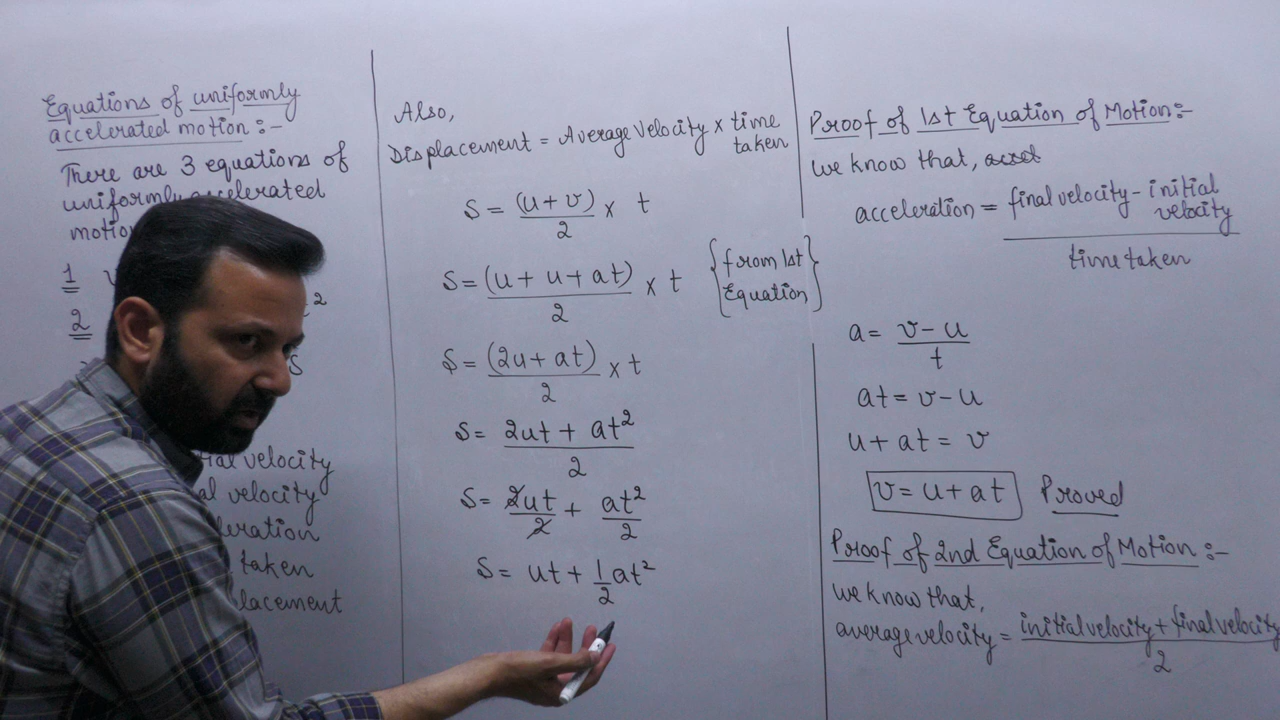 Equations of uniformly
accelerated motion :-
There are 3 equations of
uniformly accelerated
motio
1
2
2
S
tial velocity
al velocity
leration
taken
lacement
Also,
Displacement = Average Velocity × time
taken
S = (u + v)/2 × t
S = (u + u + at)/2 × t {from 1st
Equation}
S = (2u + at)/2 × t
S = 2ut + at²/2
S = 2ut/2 + at²/2
S = ut + 1/2 at²
Proof of 1st Equation of Motion :-
we know that,
acceleration = final velocity - initial
velocity
time taken
a = v - u/t
at = v - u
u + at = v
v = u + at Proved
Proof of 2nd Equation of Motion :-
we know that,
average velocity = initial velocity + final velocity
2